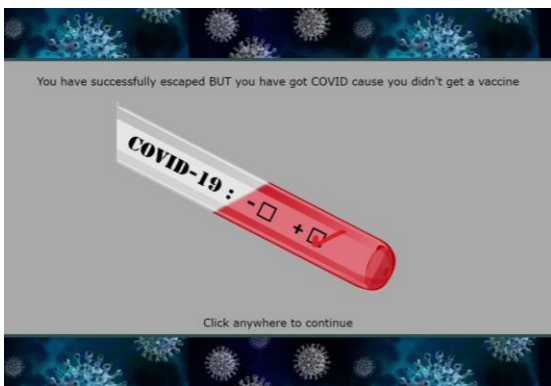 You have successfully escaped BUT you have got COVID cause you didn't get a vaccine
COVID-19 : - +
Click anywhere to continue